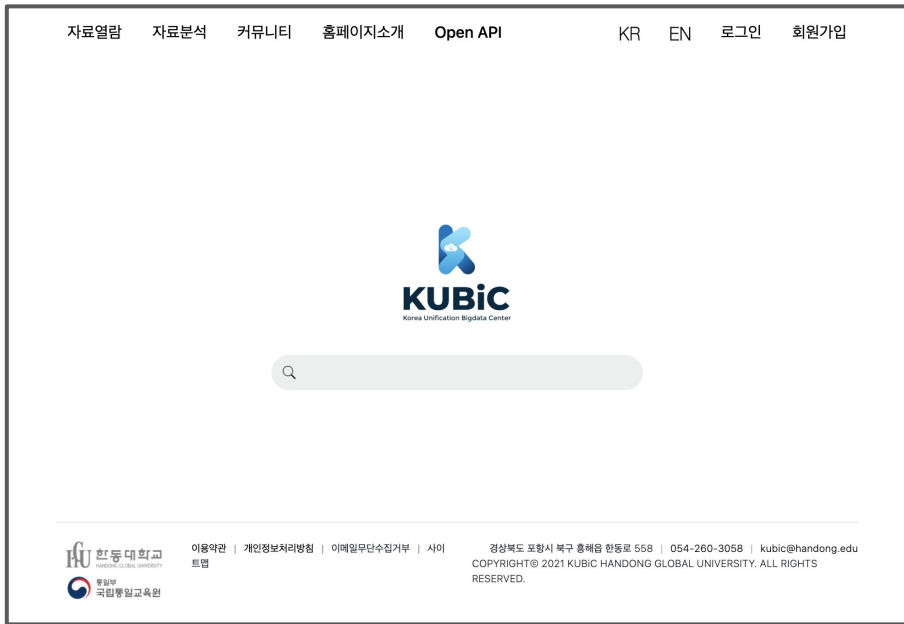 자료열람 자료분석 커뮤니티 홈페이지소개 Open API KR EN 로그인 회원가입
KUBiC
Korea Unification Bigdata Center
HGU 한동대학교
HANDONG GLOBAL UNIVERSITY
통일부
국립통일교육원
이용약관 | 개인정보처리방침 | 이메일무단수집거부 | 사이
트맵
경상북도 포항시 북구 흥해읍 한동로 558 | 054-260-3058 | kubic@handong.edu
COPYRIGHT© 2021 KUBiC HANDONG GLOBAL UNIVERSITY. ALL RIGHTS
RESERVED.